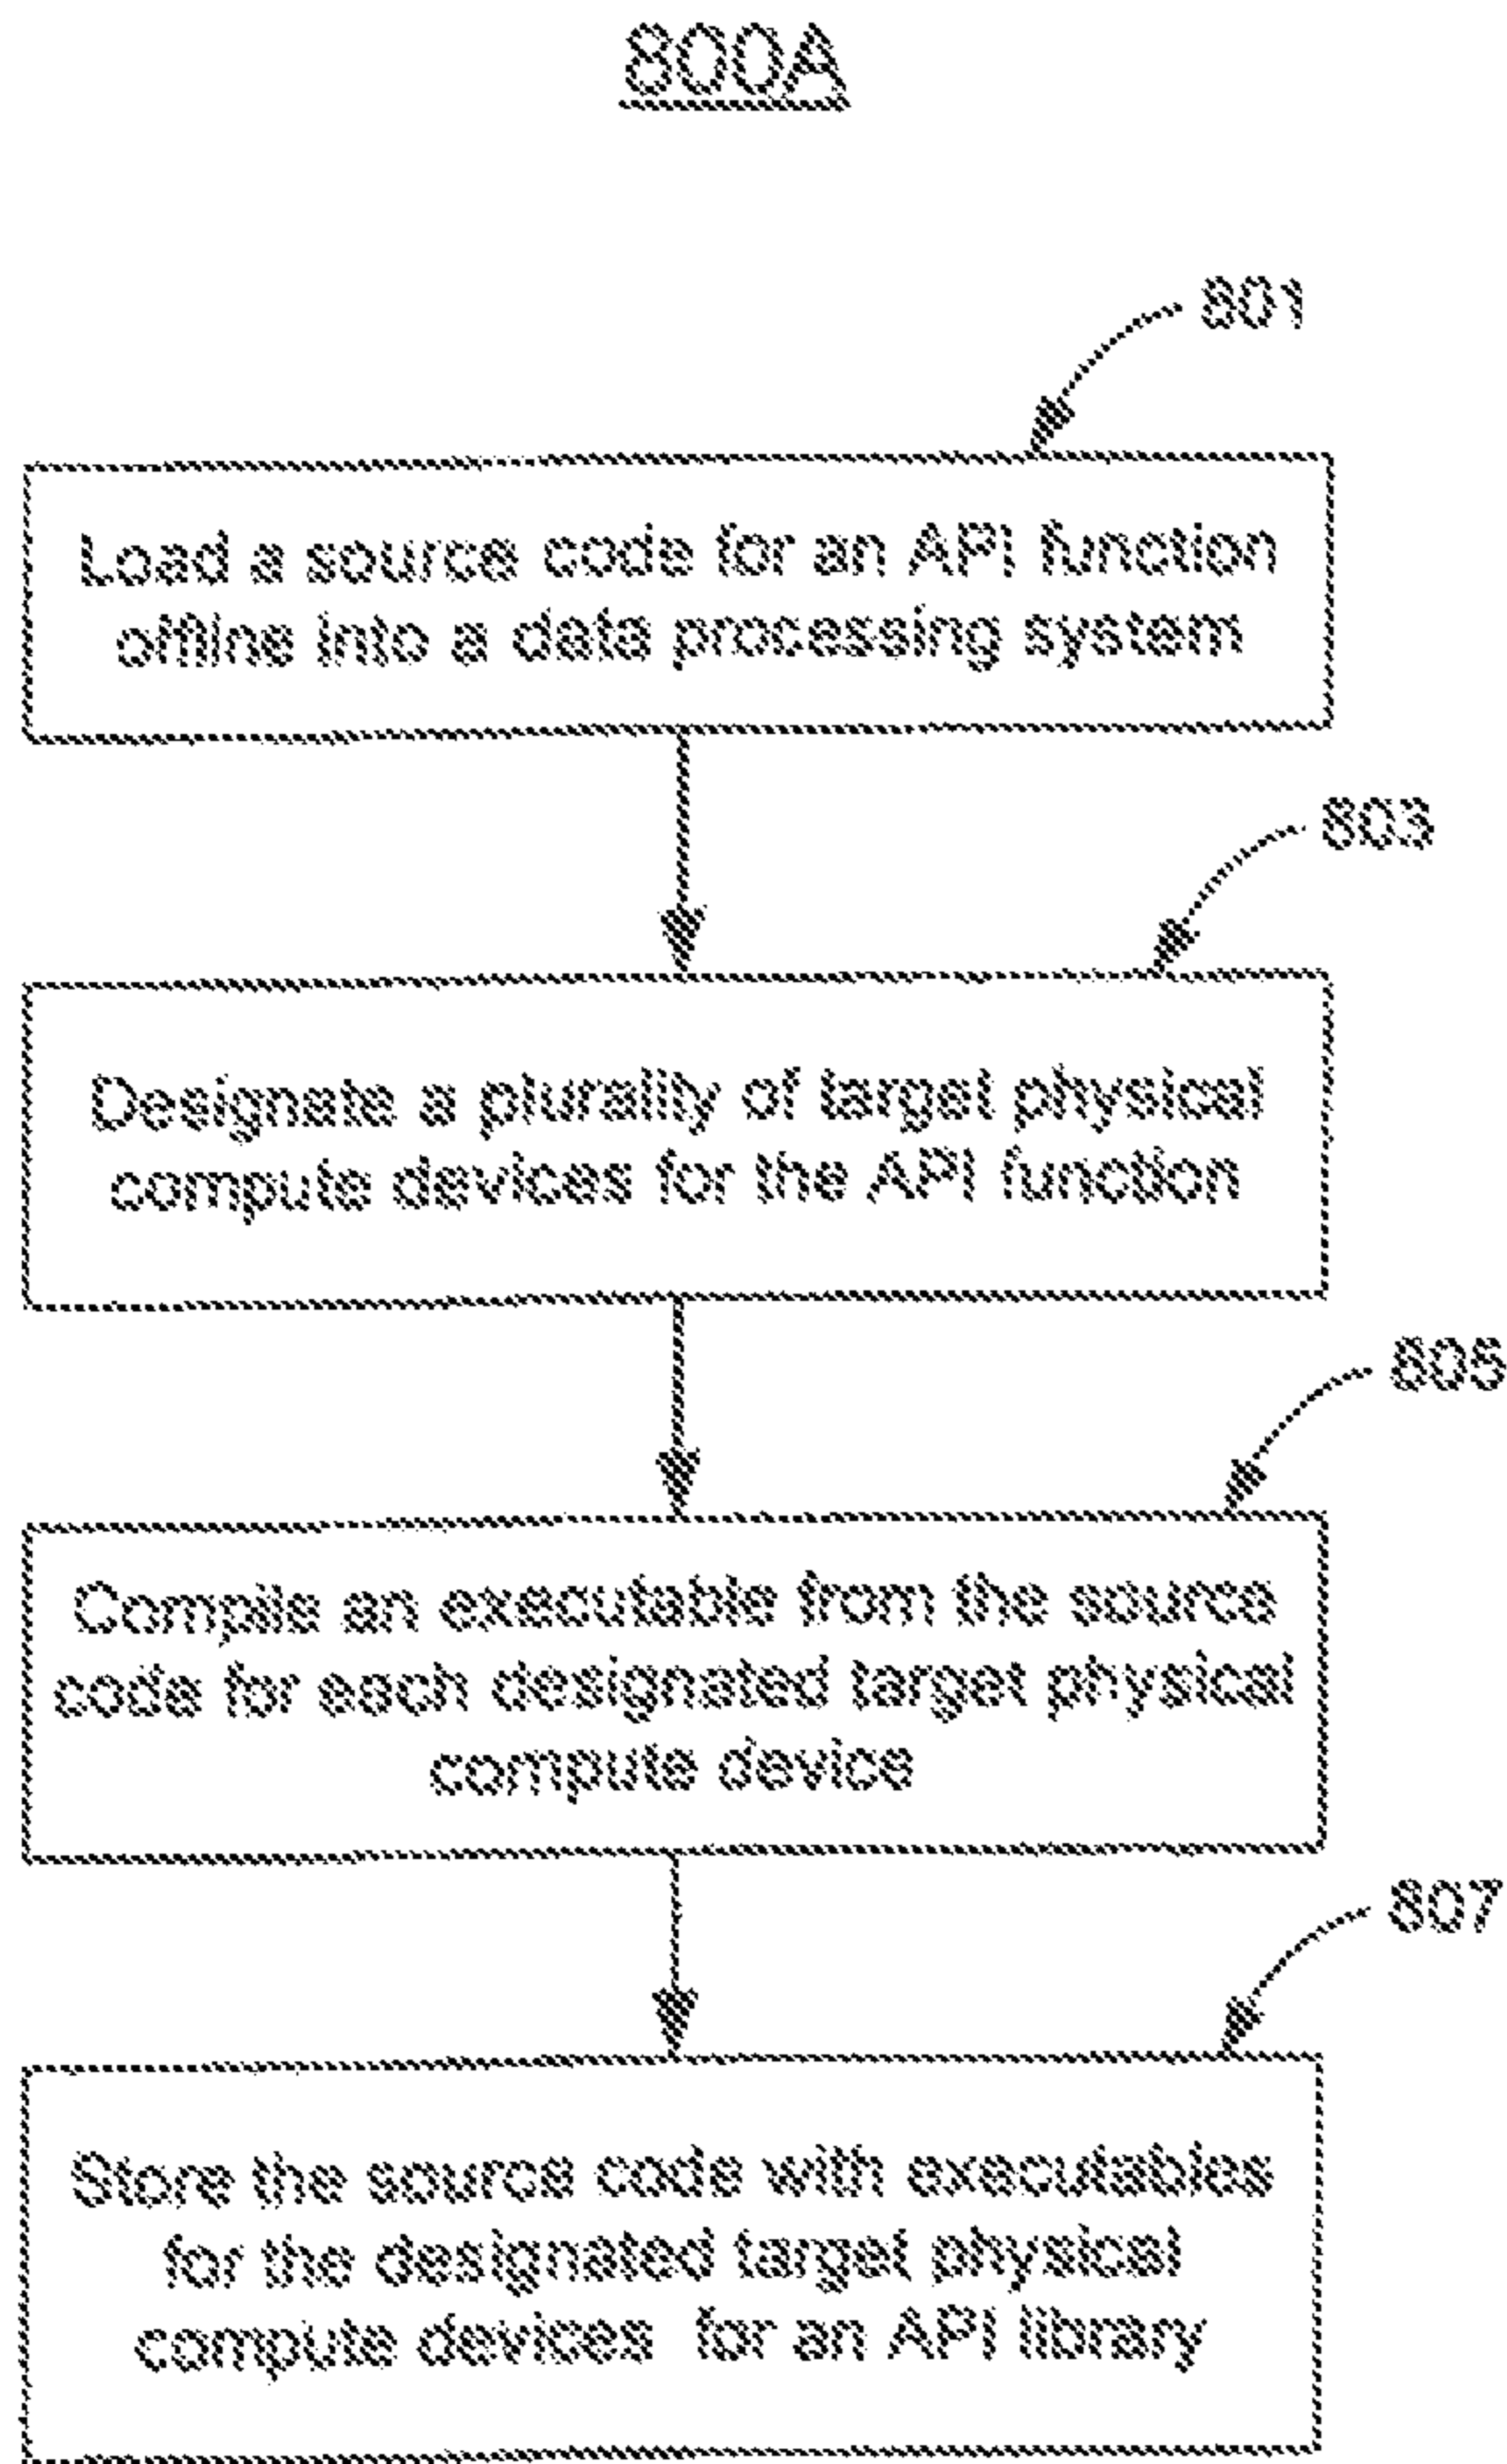 800A
801
Load a source code for an API function
offline into a data processing system
803
Designate a plurality of target physical
compute devices for the API function
805
Compile an executable from the source
code for each designated target physical
compute device
807
Store the source code with executables
for the designated target physical
compute devices for an API library